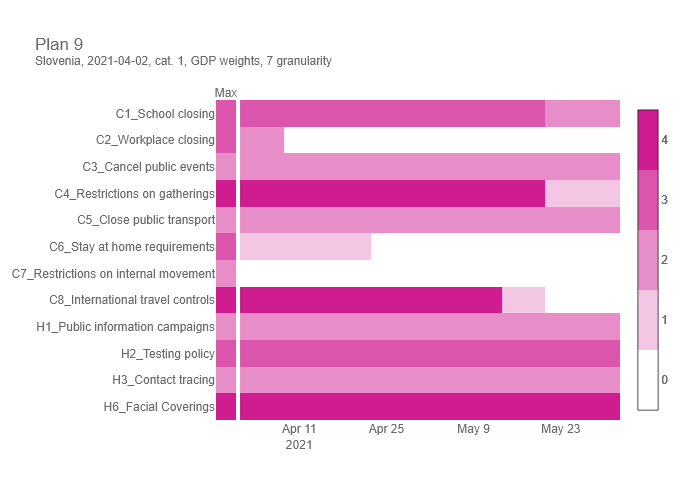 Plan 9
Slovenia, 2021-04-02, cat. 1, GDP weights, 7 granularity
Max
C1_School closing
C2_Workplace closing
C3_Cancel public events
C4_Restrictions on gatherings
C5_Close public transport
C6_Stay at home requirements
C7_Restrictions on internal movement
C8_International travel controls
H1_Public information campaigns
H2_Testing policy
H3_Contact tracing
H6_Facial Coverings
Apr 11
2021
Apr 25
May 9
May 23
4
3
2
1
0